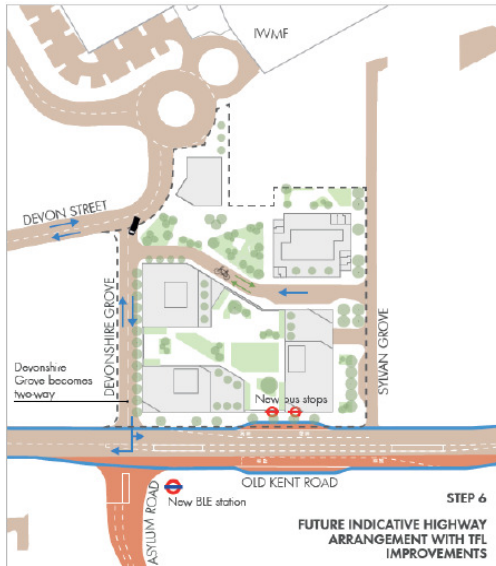 IWMF
DEVON STREET
DEVONSHIRE GROVE
SYLVAN GROVE
Devonshire
Grove becomes
two-way
New bus stops
OLD KENT ROAD
ASYLUM ROAD
New BLE station
STEP 6
FUTURE INDICATIVE HIGHWAY
ARRANGEMENT WITH TFL
IMPROVEMENTS